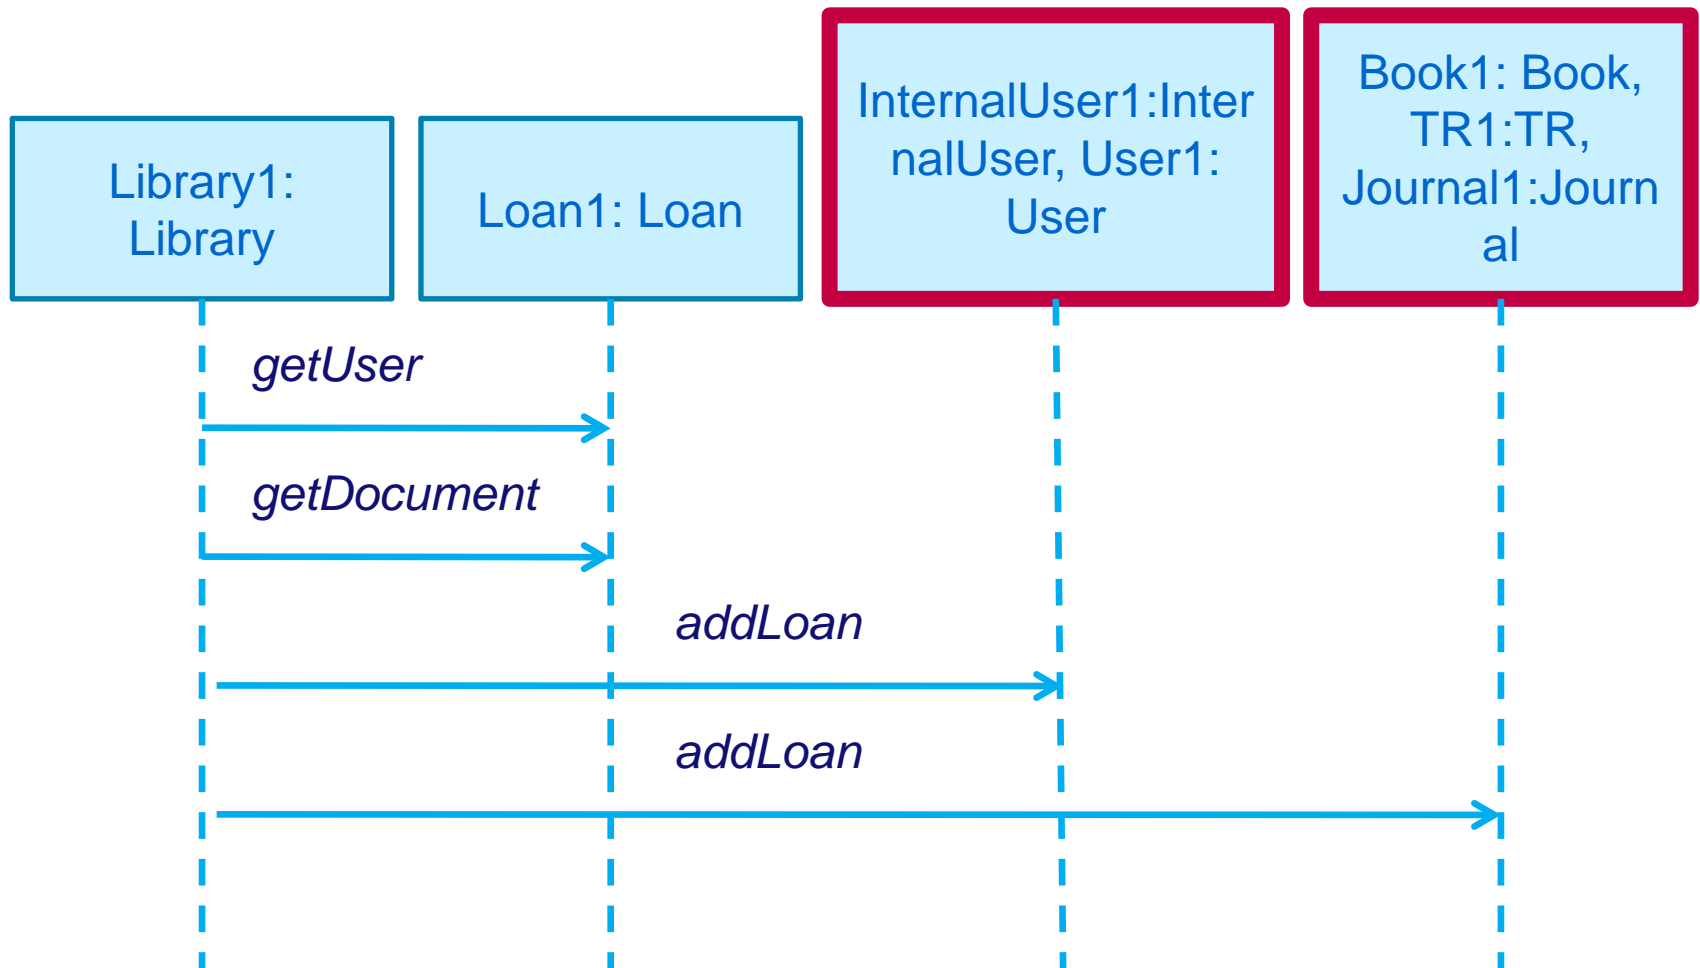 Library1:
Library
Loan1: Loan
InternalUser1:Inter
nalUser, User1:
User
Book1: Book,
TR1:TR,
Journal1:Journ
al
getUser
getDocument
addLoan
addLoan